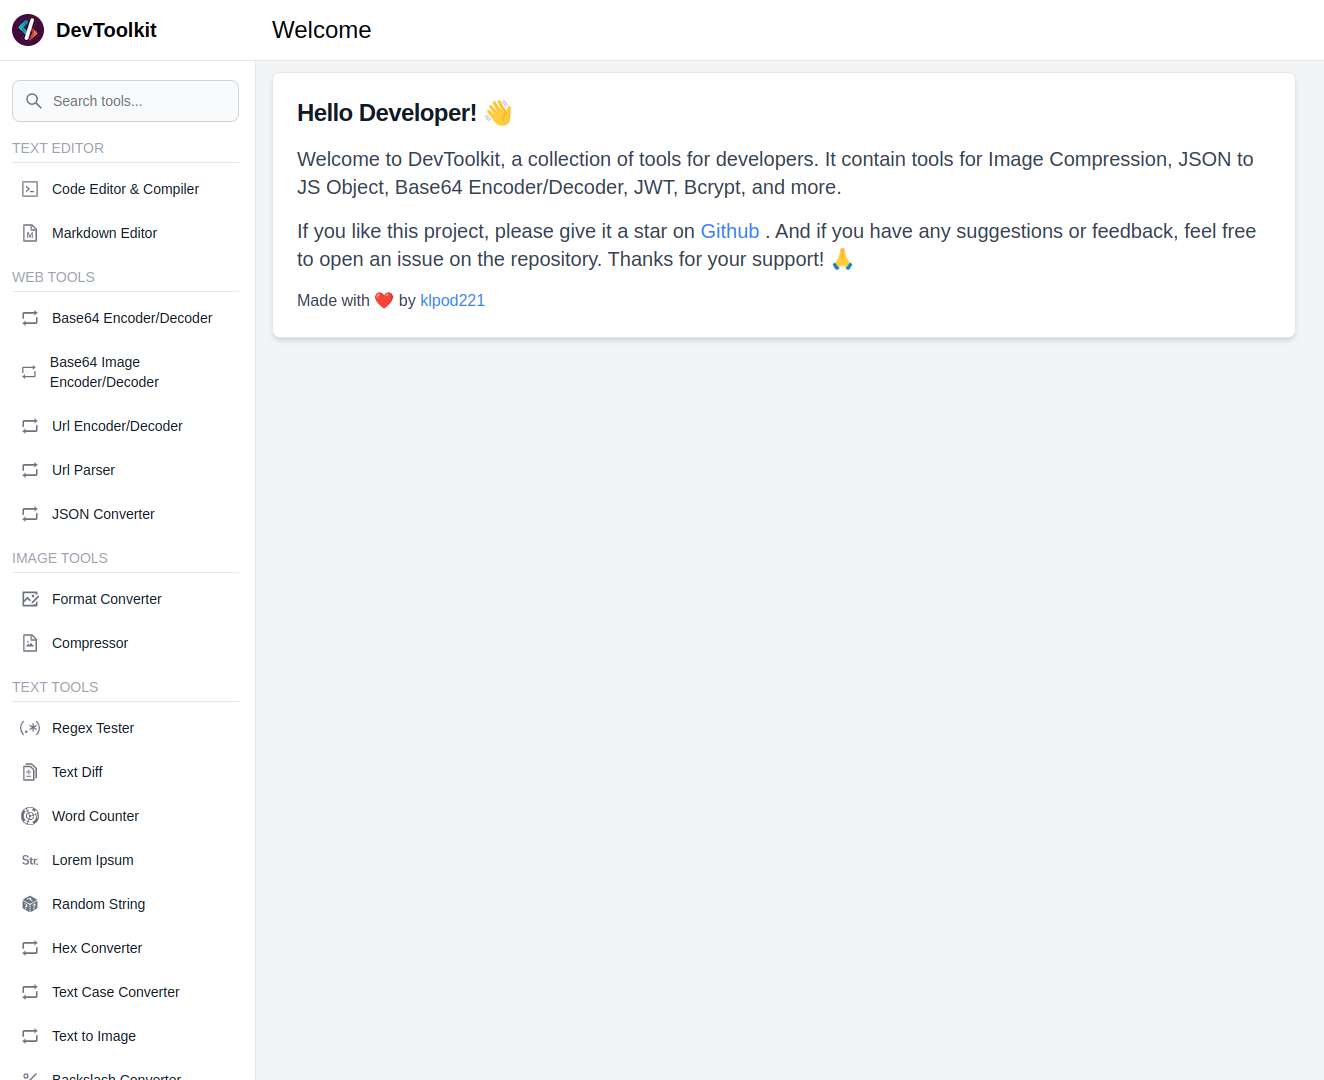 DevToolkit
Welcome
Search tools...
TEXT EDITOR
Code Editor & Compiler
Markdown Editor
WEB TOOLS
Base64 Encoder/Decoder
Base64 Image
Encoder/Decoder
Url Encoder/Decoder
Url Parser
JSON Converter
IMAGE TOOLS
Format Converter
Compressor
TEXT TOOLS
(.*) Regex Tester
Text Diff
Word Counter
Str. Lorem Ipsum
Random String
Hex Converter
Text Case Converter
Text to Image
Backslash Converter
Hello Developer! 👋
Welcome to DevToolkit, a collection of tools for developers. It contain tools for Image Compression, JSON to
JS Object, Base64 Encoder/Decoder, JWT, Bcrypt, and more.
If you like this project, please give it a star on Github . And if you have any suggestions or feedback, feel free
to open an issue on the repository. Thanks for your support! 🙏
Made with ❤️ by klpod221